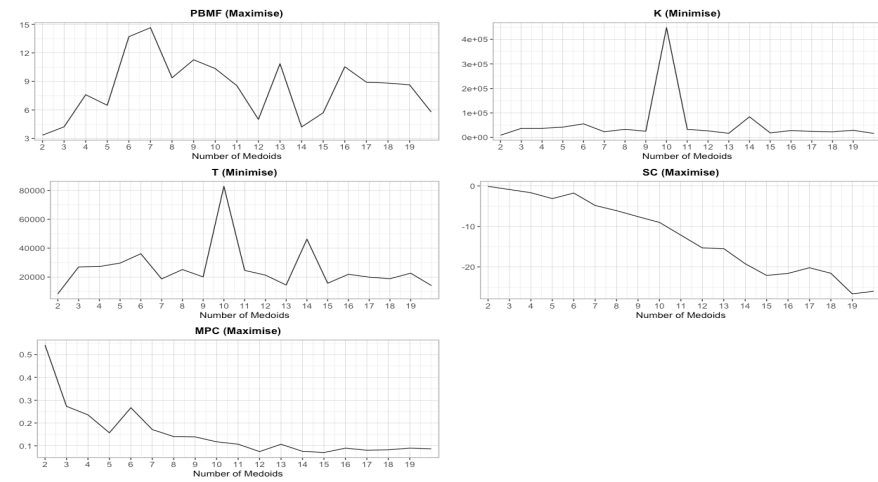 PBMF (Maximise)
15
12
9
6
3
2 3 4 5 6 7 8 9 10 11 12 13 14 15 16 17 18 19
Number of Medoids
K (Minimise)
4e+05
3e+05
2e+05
1e+05
0e+00
2 3 4 5 6 7 8 9 10 11 12 13 14 15 16 17 18 19
Number of Medoids
T (Minimise)
80000
60000
40000
20000
2 3 4 5 6 7 8 9 10 11 12 13 14 15 16 17 18 19
Number of Medoids
SC (Maximise)
0
-10
-20
2 3 4 5 6 7 8 9 10 11 12 13 14 15 16 17 18 19
Number of Medoids
MPC (Maximise)
0.5
0.4
0.3
0.2
0.1
2 3 4 5 6 7 8 9 10 11 12 13 14 15 16 17 18 19
Number of Medoids